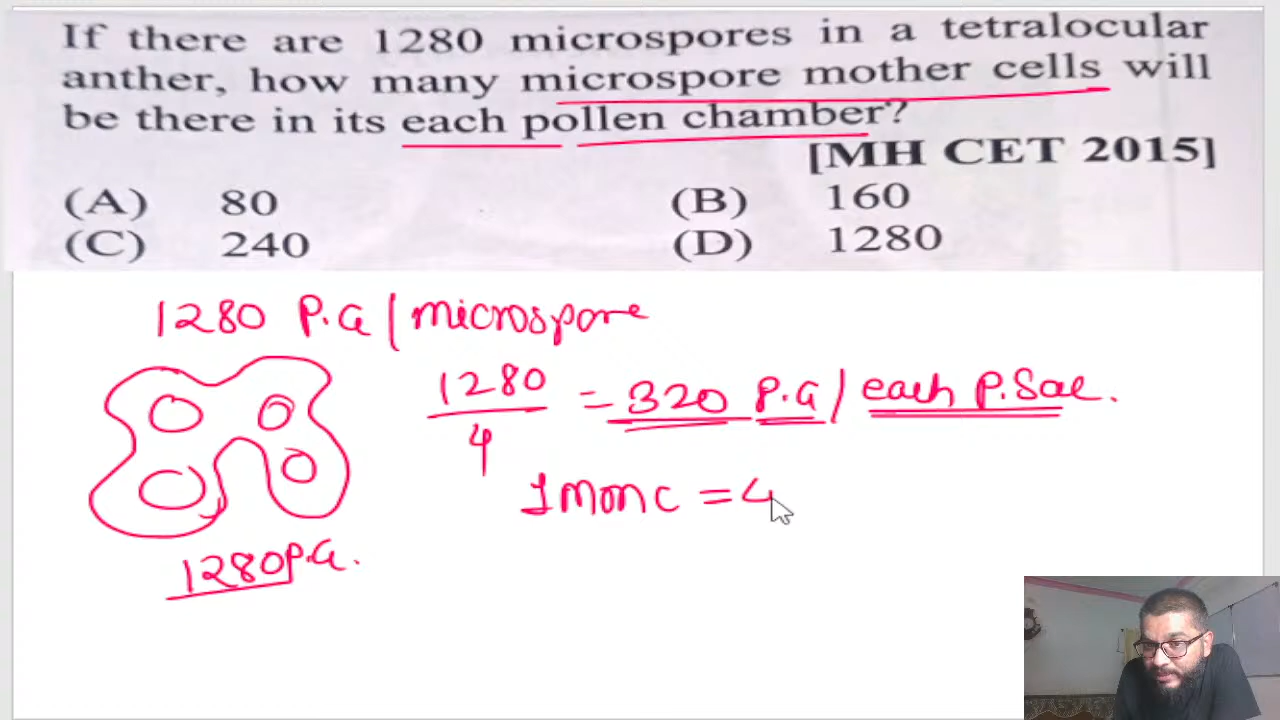 If there are 1280 microspores in a tetralocular
anther, how many microspore mother cells will
be there in its each pollen chamber?
[MH CET 2015]
(A) 80 (B) 160
(C) 240 (D) 1280
1280 P.G / microspore
1280/4 = 320 P.G / each P.Sac.
1 MMC = 4
1280 P.G.